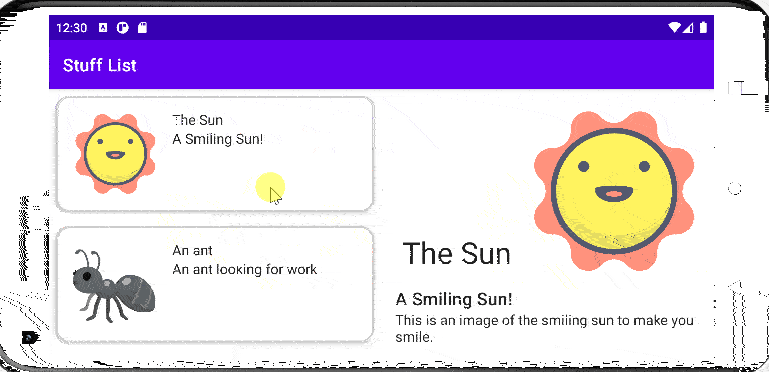 12:30
Stuff List
The Sun
A Smiling Sun!
An ant
An ant looking for work
The Sun
A Smiling Sun!
This is an image of the smiling sun to make you
smile.